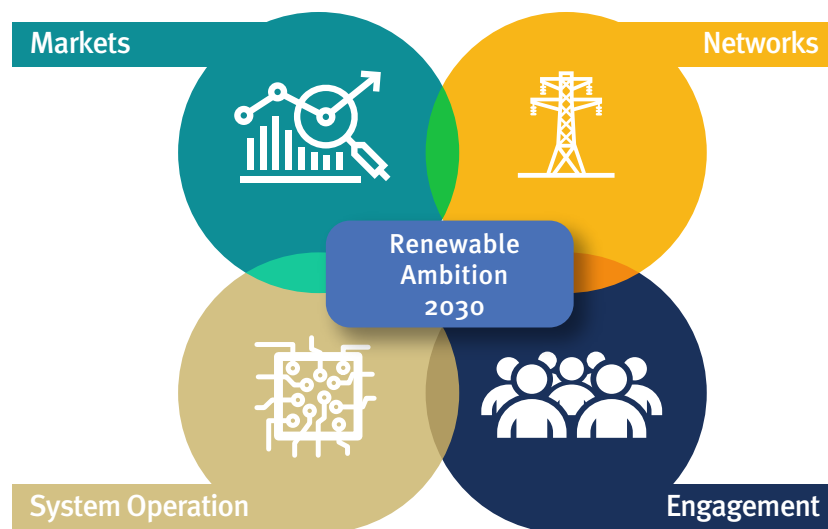 Markets
Networks
Renewable
Ambition
2030
System Operation
Engagement